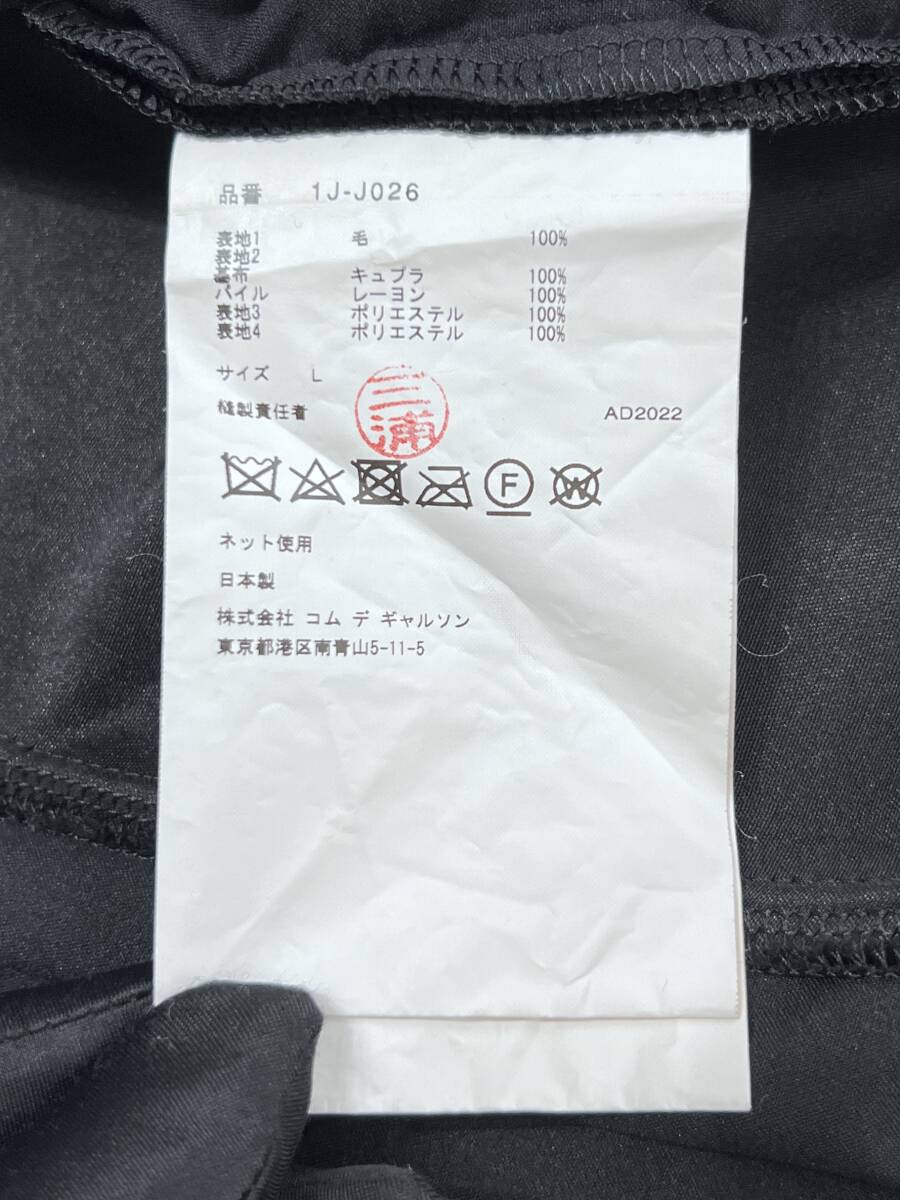 品番 1J-J026
表地1 毛 100%
表地2
基布 キュプラ 100%
パイル レーヨン 100%
表地3 ポリエステル 100%
表地4 ポリエステル 100%
サイズ L
三浦
縫製責任者 AD2022
F W
ネット使用
日本製
株式会社 コム デ ギャルソン
東京都港区南青山5-11-5